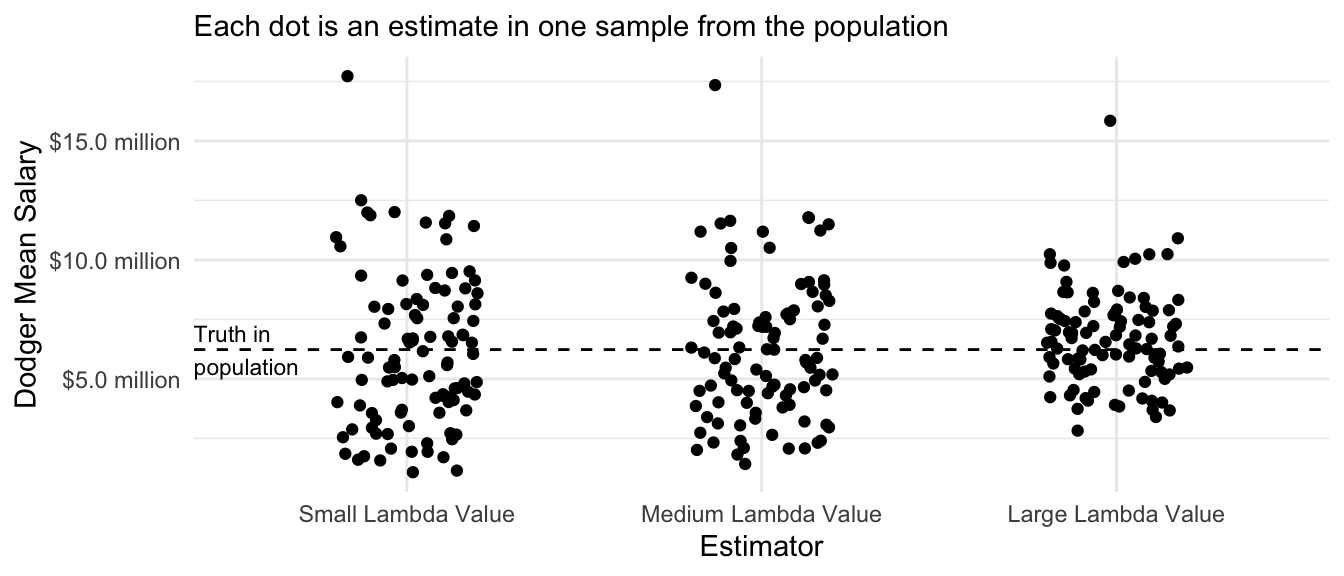 Each dot is an estimate in one sample from the population
Dodger Mean Salary
$15.0 million
$10.0 million
$5.0 million
Truth in
population
Small Lambda Value
Medium Lambda Value
Large Lambda Value
Estimator